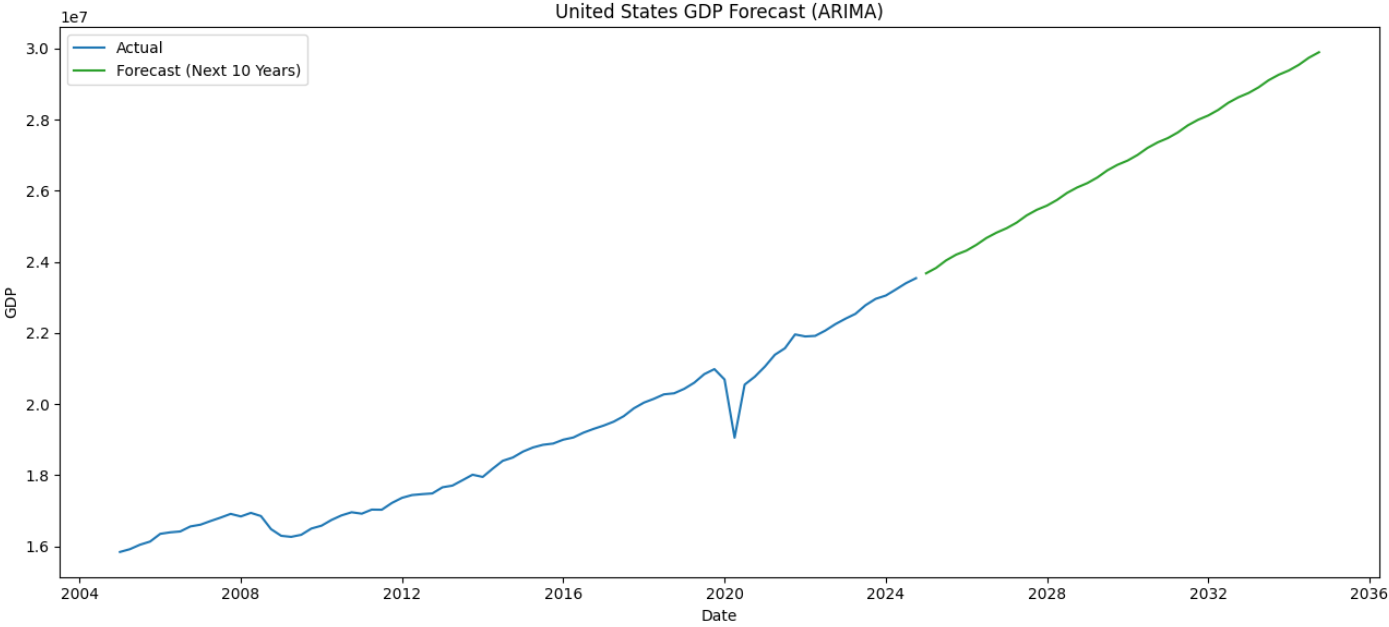 United States GDP Forecast (ARIMA)
1e7
Actual
Forecast (Next 10 Years)
3.0
2.8
2.6
2.4
2.2
2.0
1.8
1.6
GDP
2004 2008 2012 2016 2020 2024 2028 2032 2036
Date